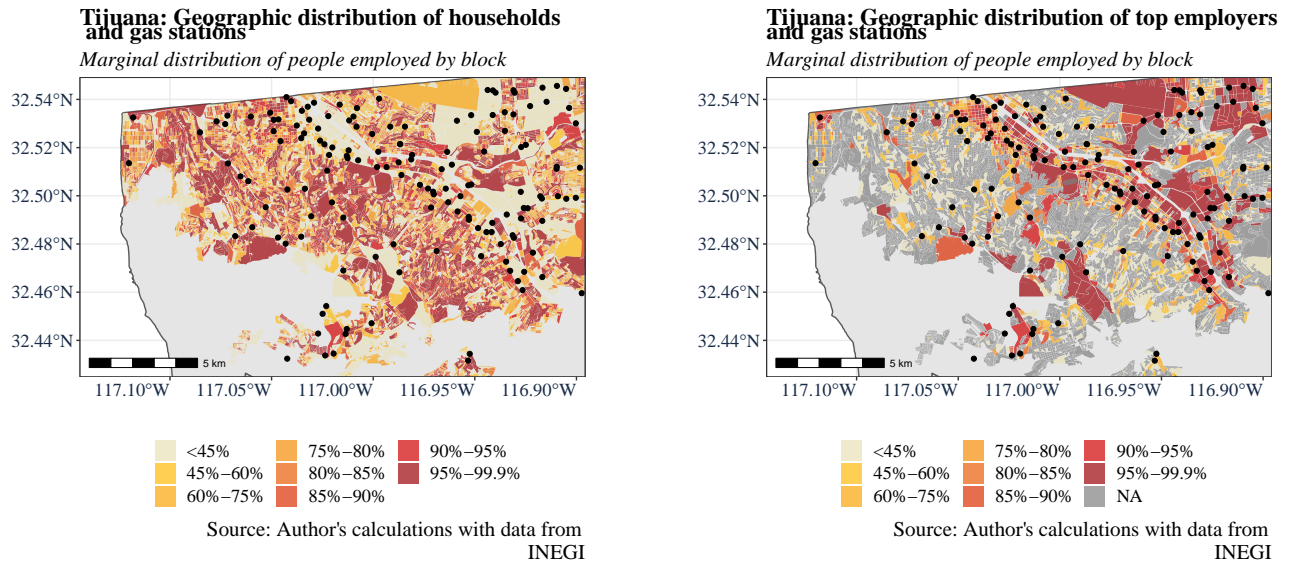 Tijuana: Geographic distribution of households
and gas stations
Marginal distribution of people employed by block
32.54°N
32.52°N
32.50°N
32.48°N
32.46°N
32.44°N
5 km
117.10°W 117.05°W 117.00°W 116.95°W 116.90°W
<45% 75%−80% 90%−95%
45%−60% 80%−85% 95%−99.9%
60%−75% 85%−90%
Source: Author's calculations with data from
INEGI
Tijuana: Geographic distribution of top employers
and gas stations
Marginal distribution of people employed by block
32.54°N
32.52°N
32.50°N
32.48°N
32.46°N
32.44°N
5 km
117.10°W 117.05°W 117.00°W 116.95°W 116.90°W
<45% 75%−80% 90%−95%
45%−60% 80%−85% 95%−99.9%
60%−75% 85%−90% NA
Source: Author's calculations with data from
INEGI